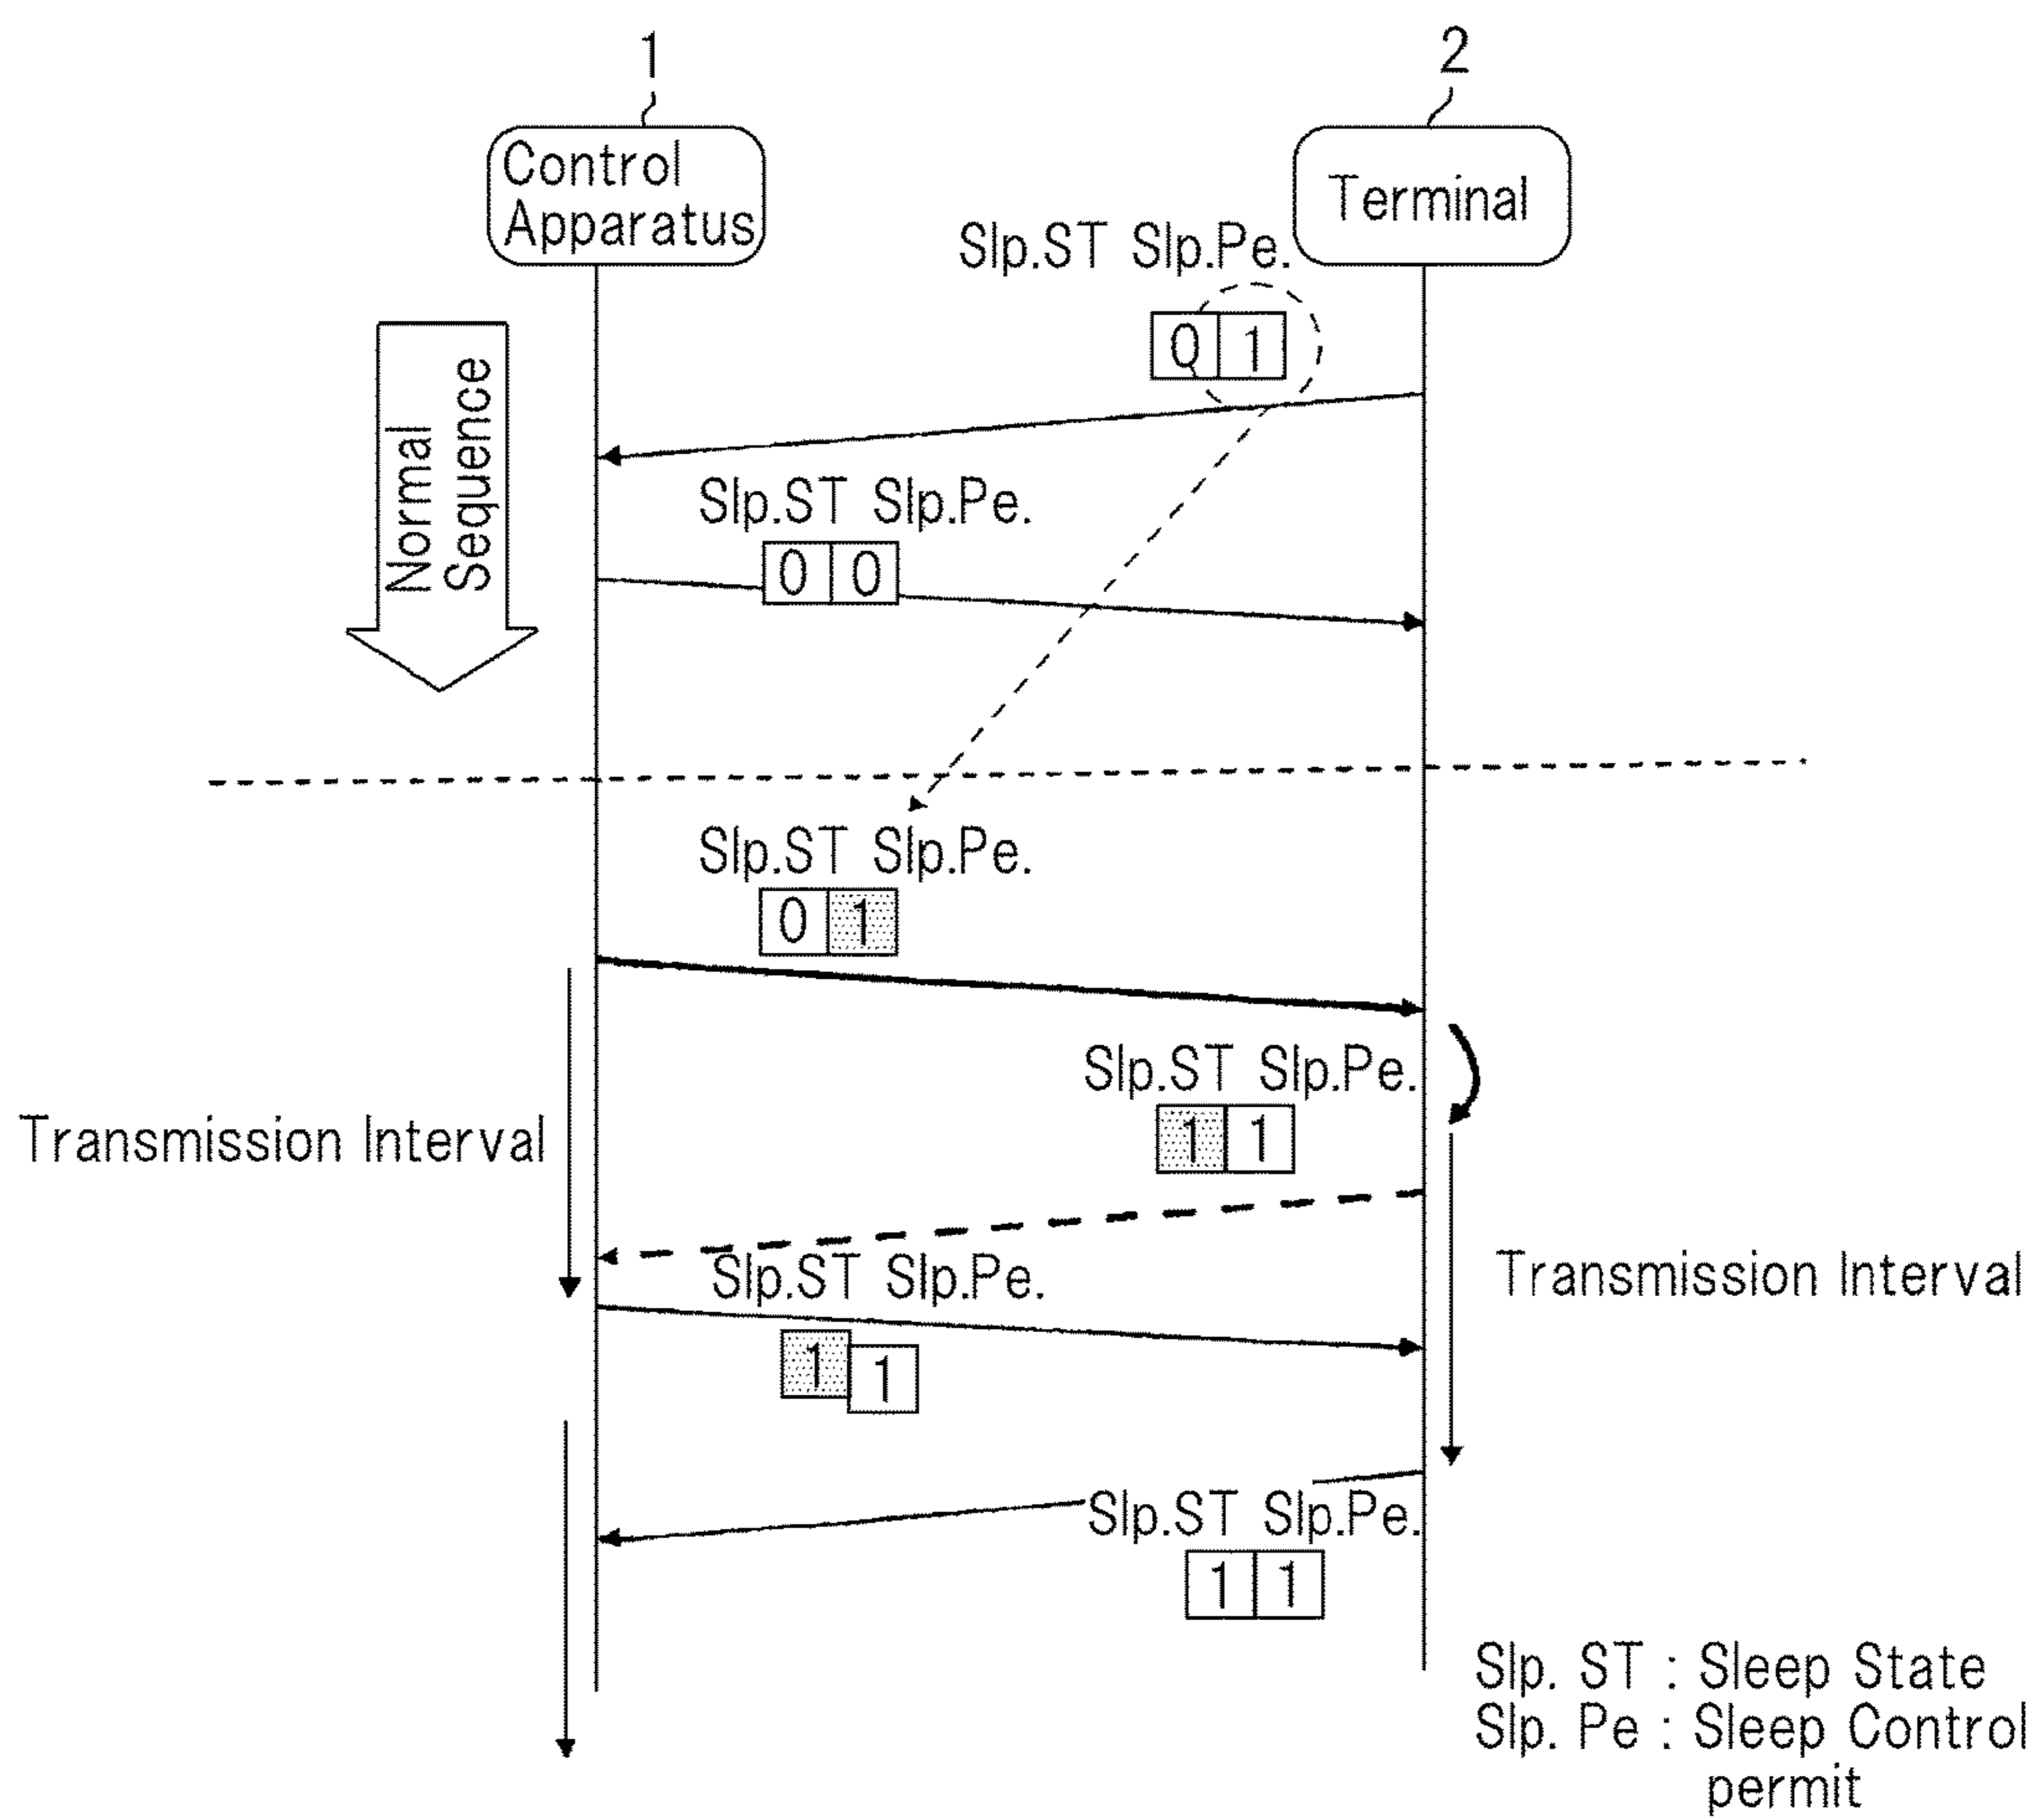 1
2
Control
Apparatus
Terminal
Slp.ST Slp.Pe.
0 1
Normal
Sequence
Slp.ST Slp.Pe.
0 0
Slp.ST Slp.Pe.
0 1
Slp.ST Slp.Pe.
1 1
Transmission Interval
Slp.ST Slp.Pe.
1 1
Transmission Interval
Slp.ST Slp.Pe.
1 1
Slp. ST : Sleep State
Slp. Pe : Sleep Control
permit